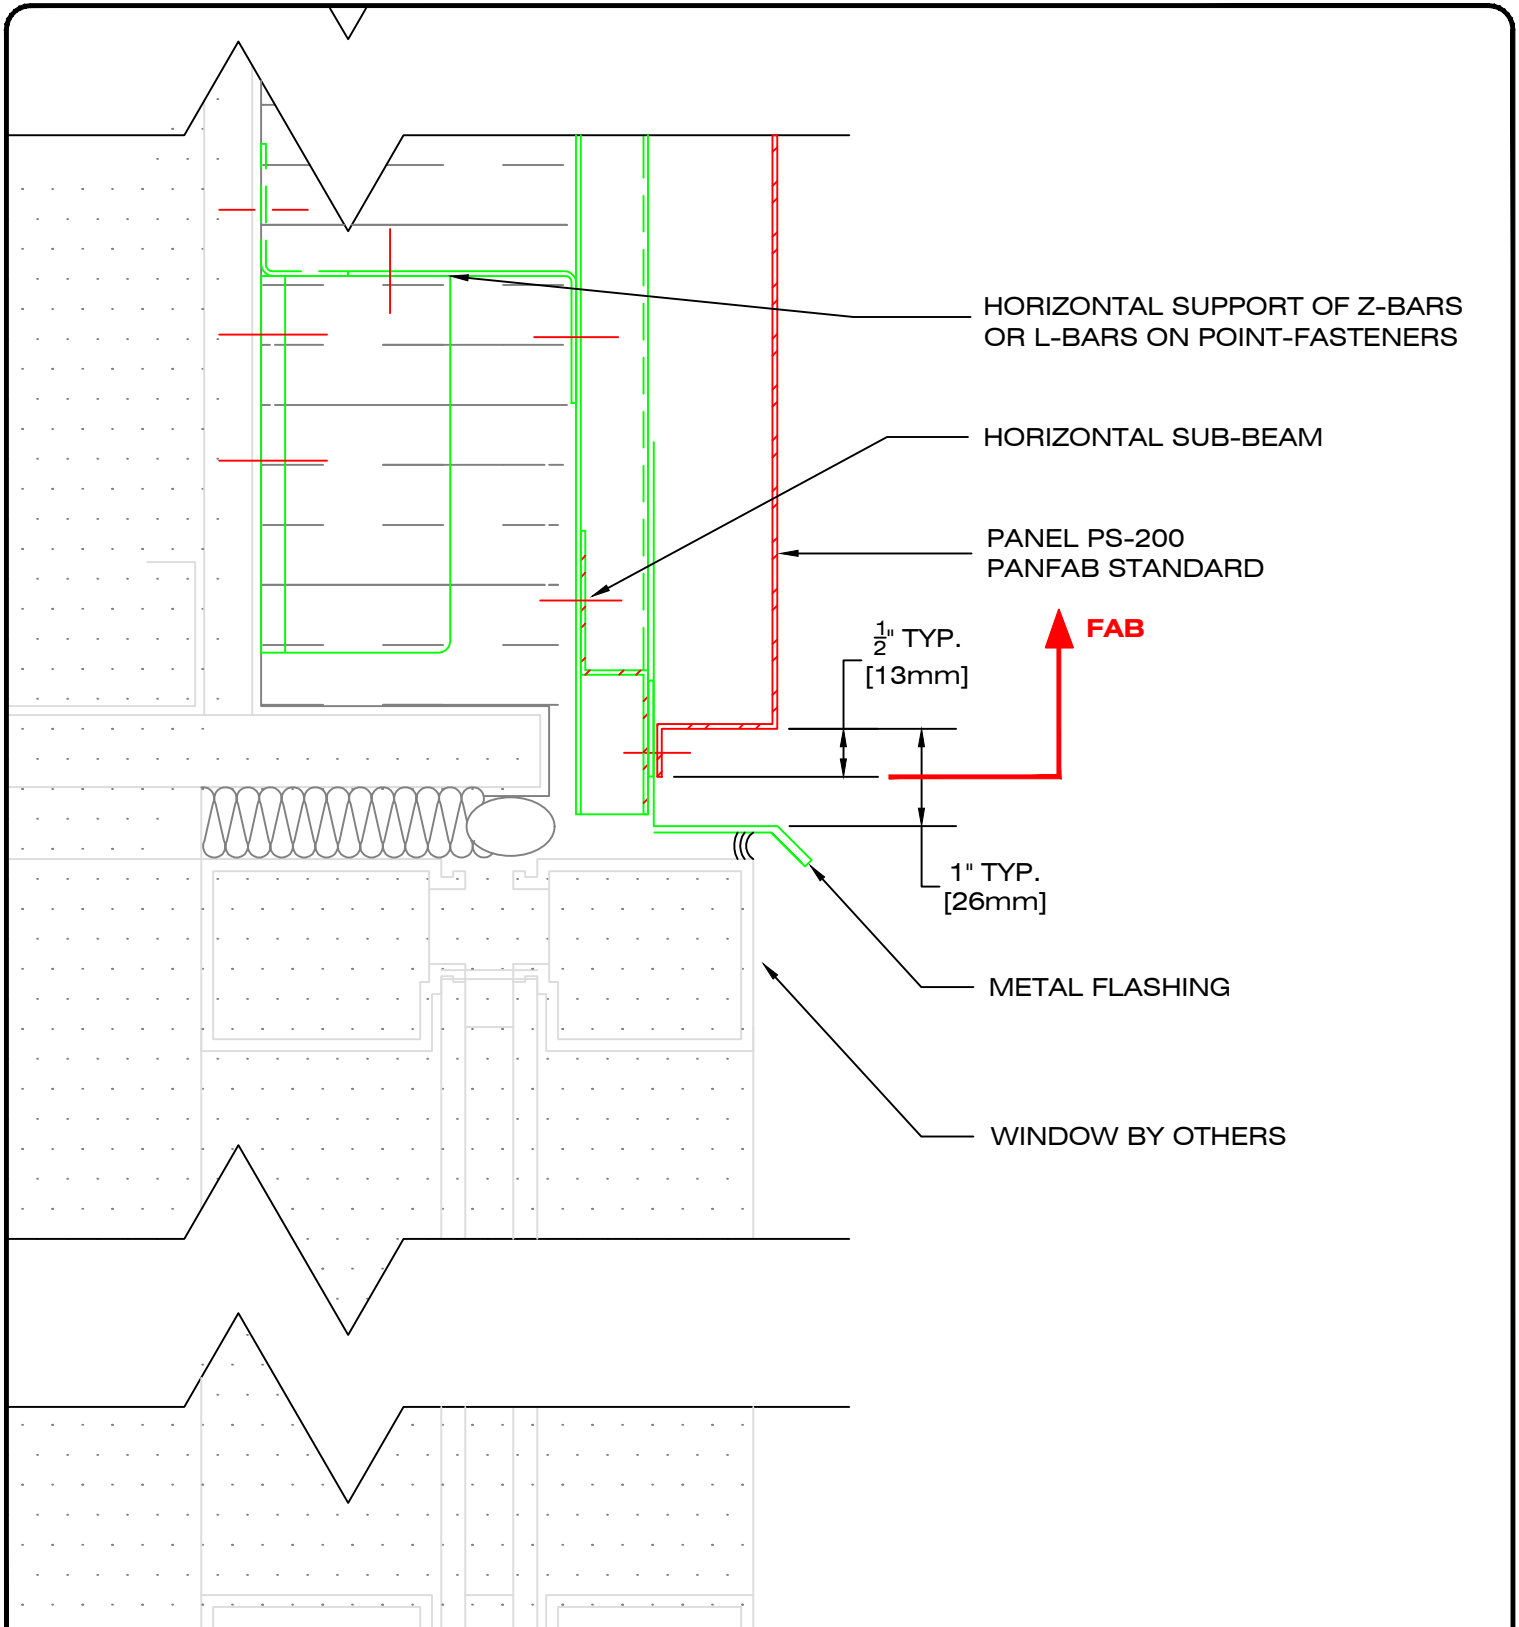 HORIZONTAL SUPPORT OF Z-BARS
OR L-BARS ON POINT-FASTENERS
HORIZONTAL SUB-BEAM
PANEL PS-200
PANFAB STANDARD
FAB
1/2" TYP.
[13mm]
1" TYP.
[26mm]
METAL FLASHING
WINDOW BY OTHERS